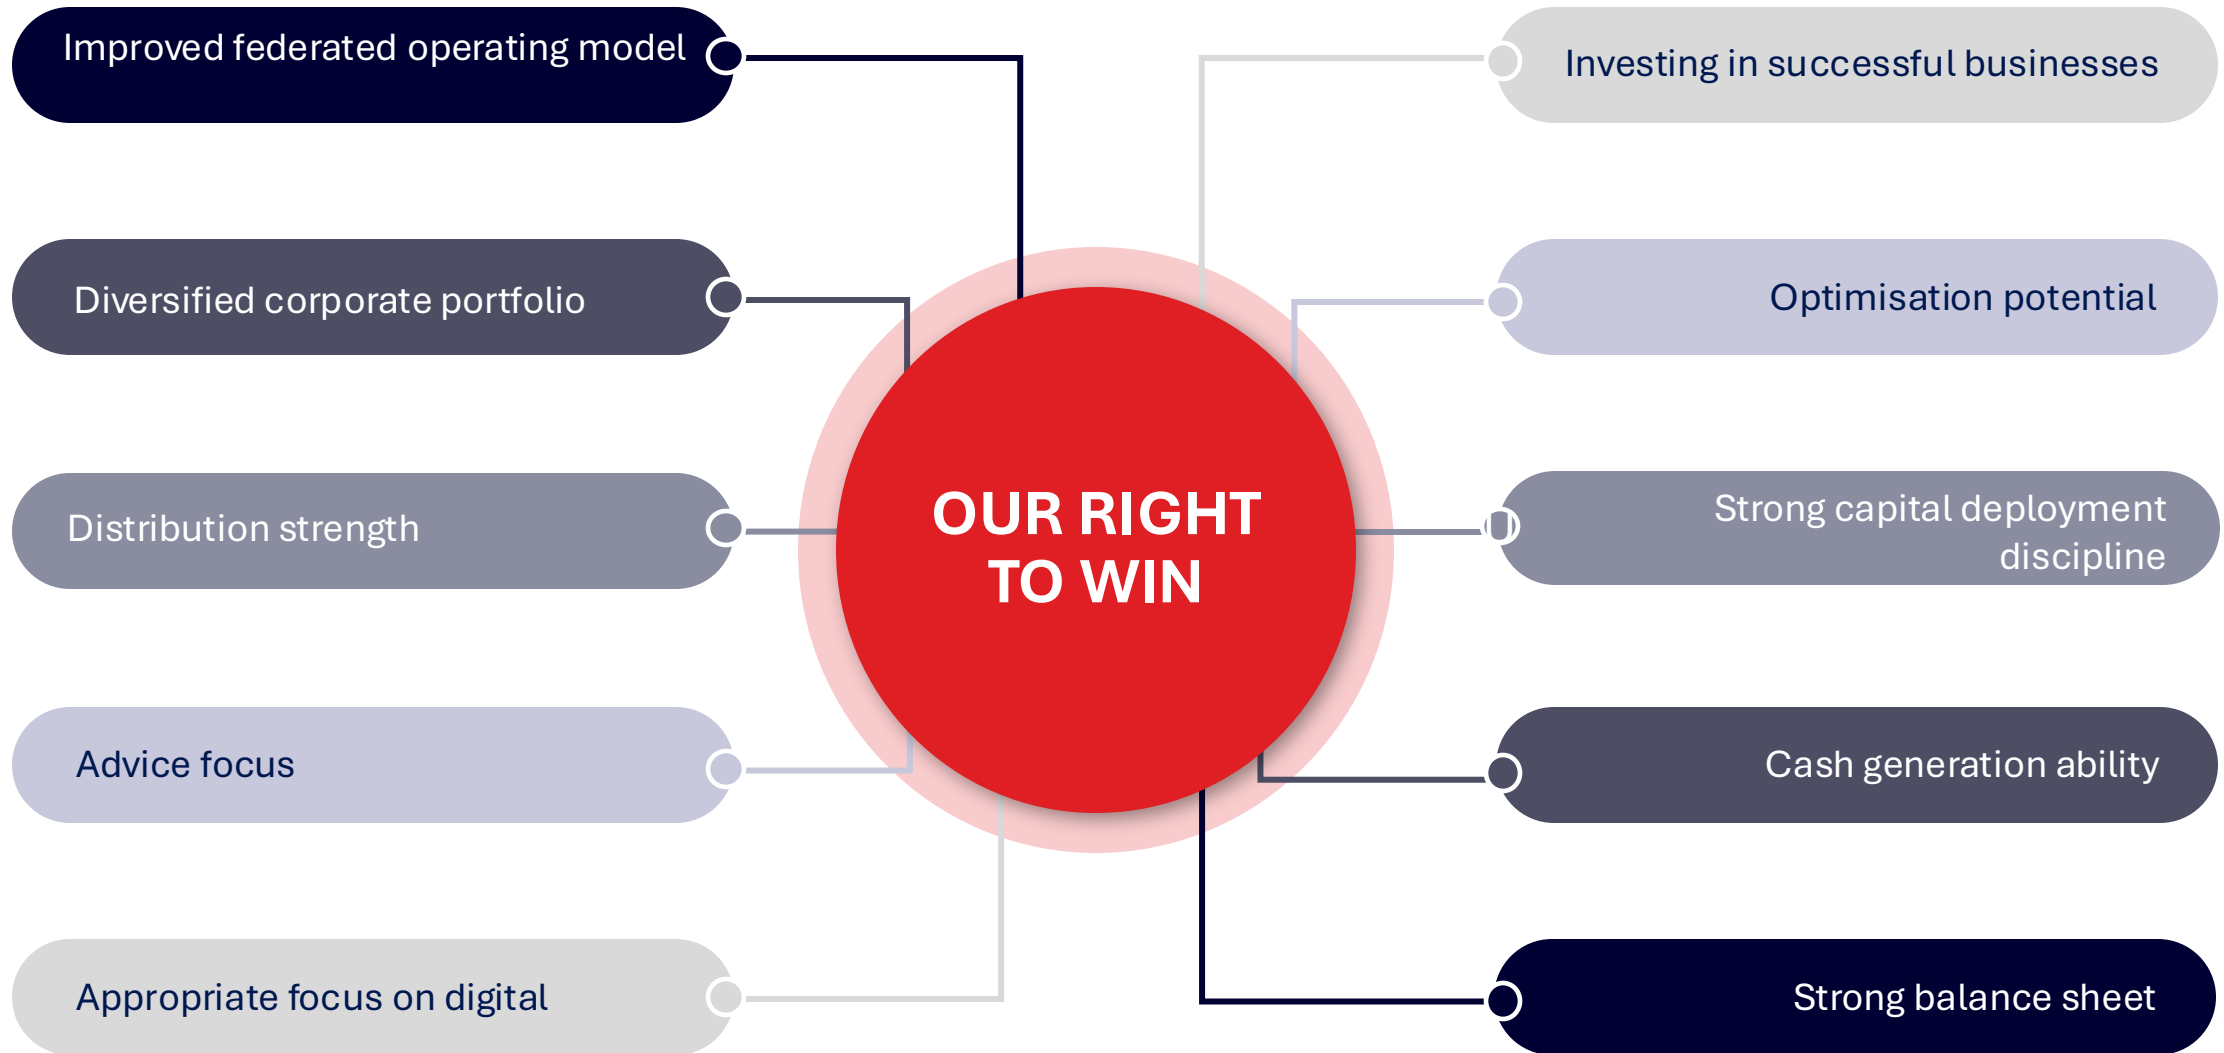 Improved federated operating model
Diversified corporate portfolio
Distribution strength
Advice focus
Appropriate focus on digital
OUR RIGHT
TO WIN
Investing in successful businesses
Optimisation potential
Strong capital deployment
discipline
Cash generation ability
Strong balance sheet